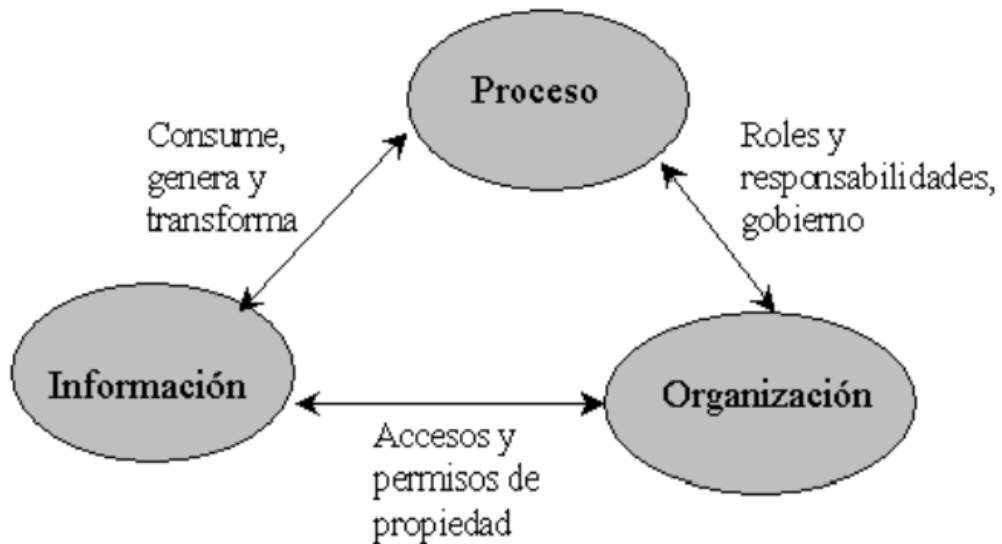 Proceso
Consume,
genera y
transforma
Roles y
responsabilidades,
gobierno
Información
Organización
Accesos y
permisos de
propiedad